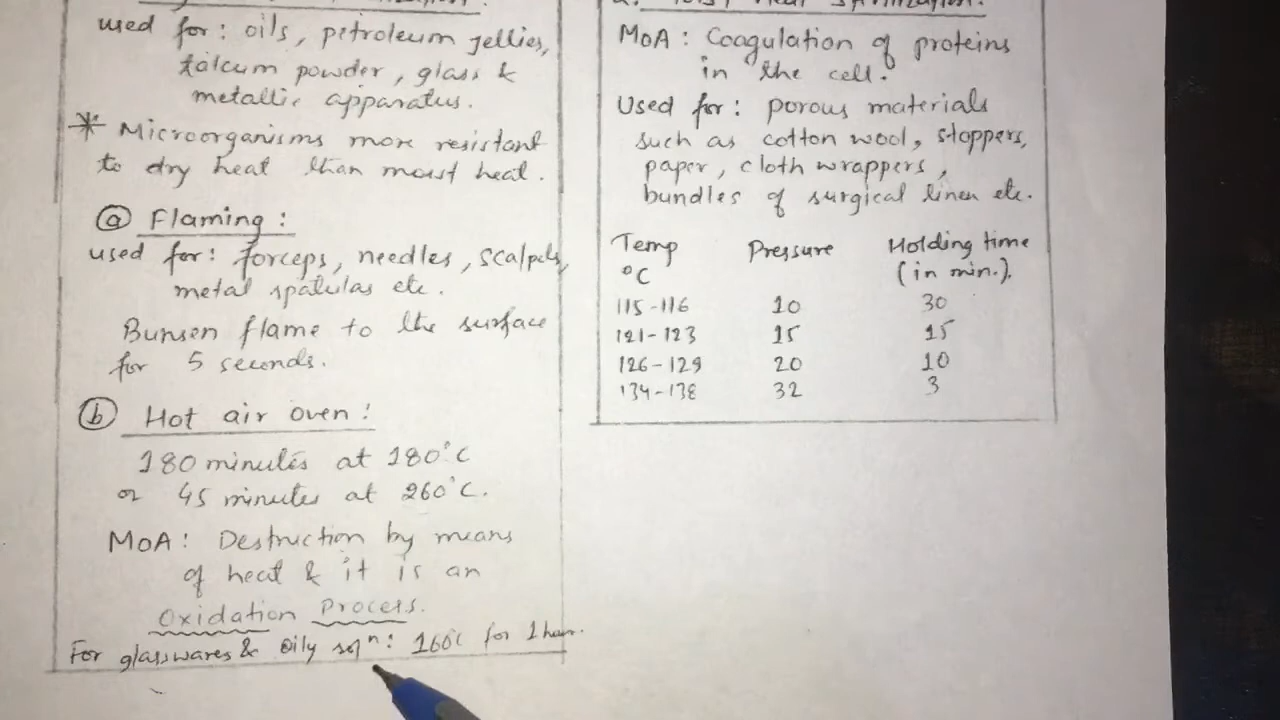 used for: oils, petroleum jellies,
talcum powder, glass &
metallic apparatus.
* Microorganisms more resistant
to dry heat than moist heat.
(a) Flaming:
used for: forceps, needles, scalpels,
metal spatulas etc.
Bunsen flame to the surface
for 5 seconds.
(b) Hot air oven:
180 minutes at 180°C
or 45 minutes at 260°C.
MoA: Destruction by means
of heat & it is an
Oxidation Process.
For glasswares & oily solⁿ: 160°C for 1 hour.
MoA: Coagulation of proteins
in the cell.
Used for: porous materials
such as cotton wool, stoppers,
paper, cloth wrappers,
bundles of surgical linen etc.
Temp Pressure Holding time
°C (in min.).
115-116 10 30
121-123 15 15
126-129 20 10
134-138 32 3